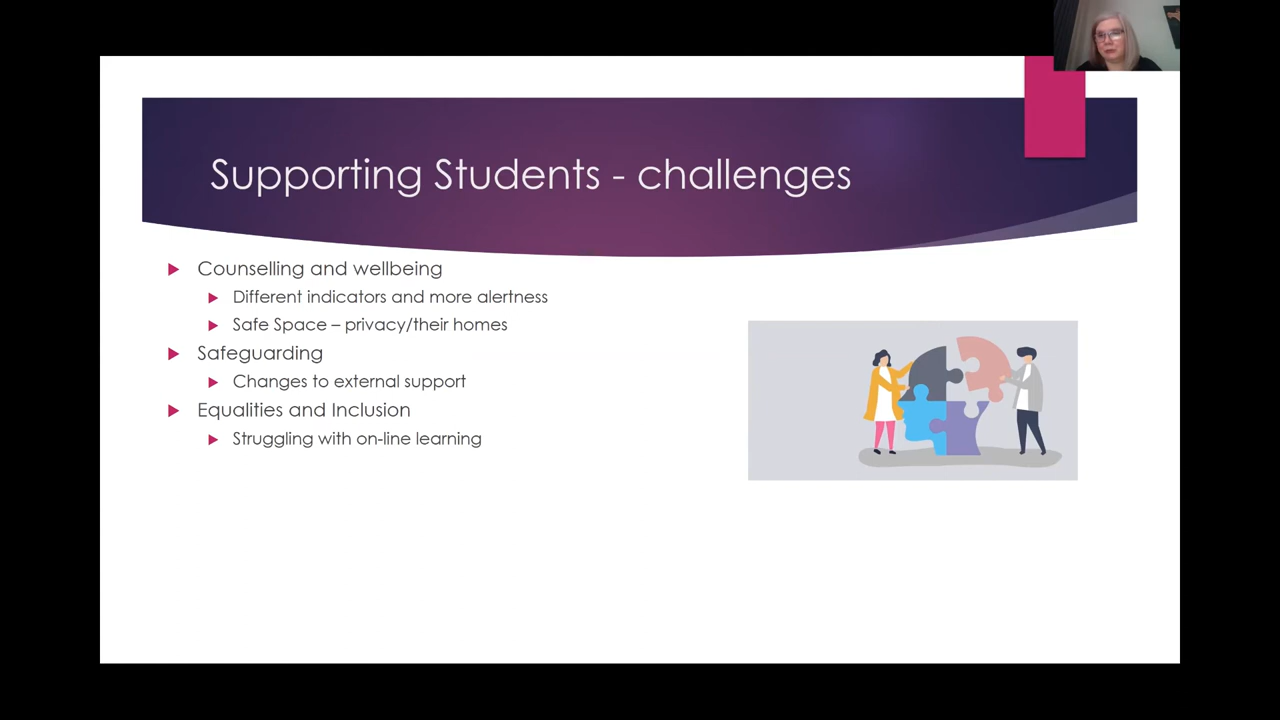 Supporting Students - challenges
Counselling and wellbeing
Different indicators and more alertness
Safe Space – privacy/their homes
Safeguarding
Changes to external support
Equalities and Inclusion
Struggling with on-line learning